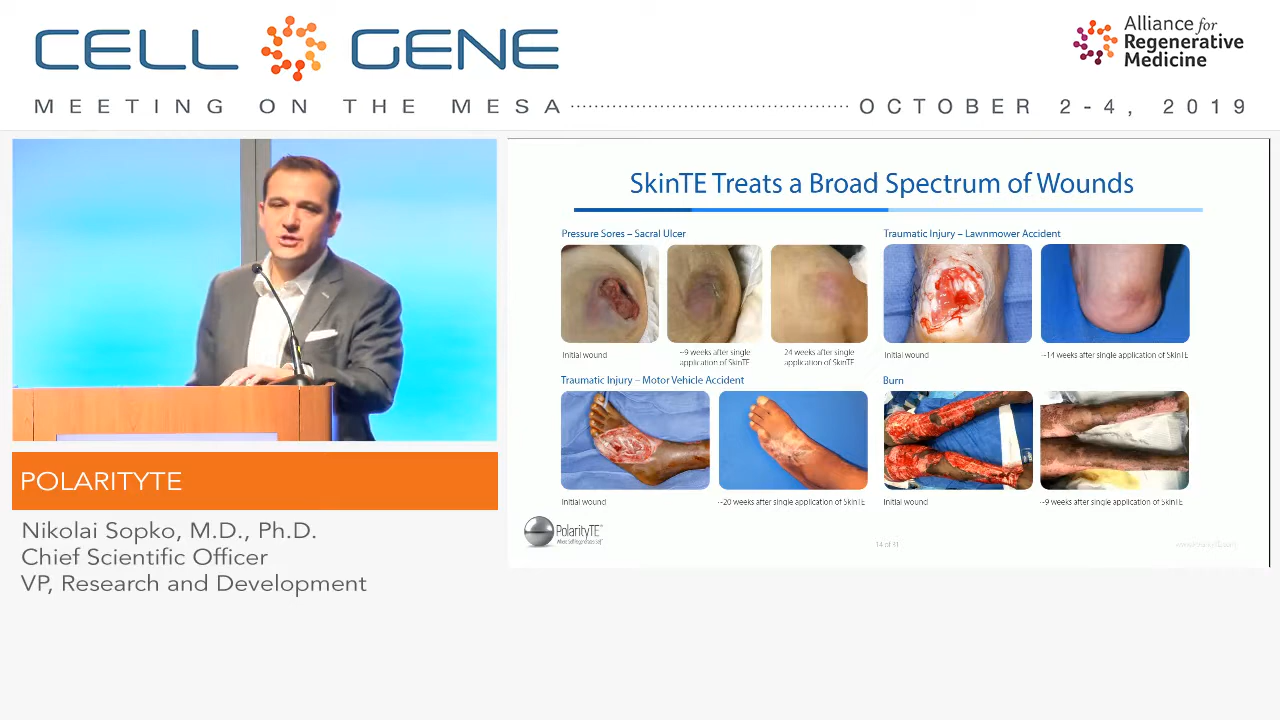 CELL GENE
Alliance for
Regenerative
Medicine
MEETING ON THE MESA
OCTOBER 2-4, 2019
SkinTE Treats a Broad Spectrum of Wounds
Pressure Sores – Sacral Ulcer
Traumatic Injury – Lawnmower Accident
Initial wound
~9 weeks after single
application of SkinTE
24 weeks after single
application of SkinTE
Initial wound
~14 weeks after single application of SkinTE
Traumatic Injury – Motor Vehicle Accident
Burn
Initial wound
~20 weeks after single application of SkinTE
Initial wound
~9 weeks after single application of SkinTE
PolarityTE
14 of 31
POLARITYTE
Nikolai Sopko, M.D., Ph.D.
Chief Scientific Officer
VP, Research and Development